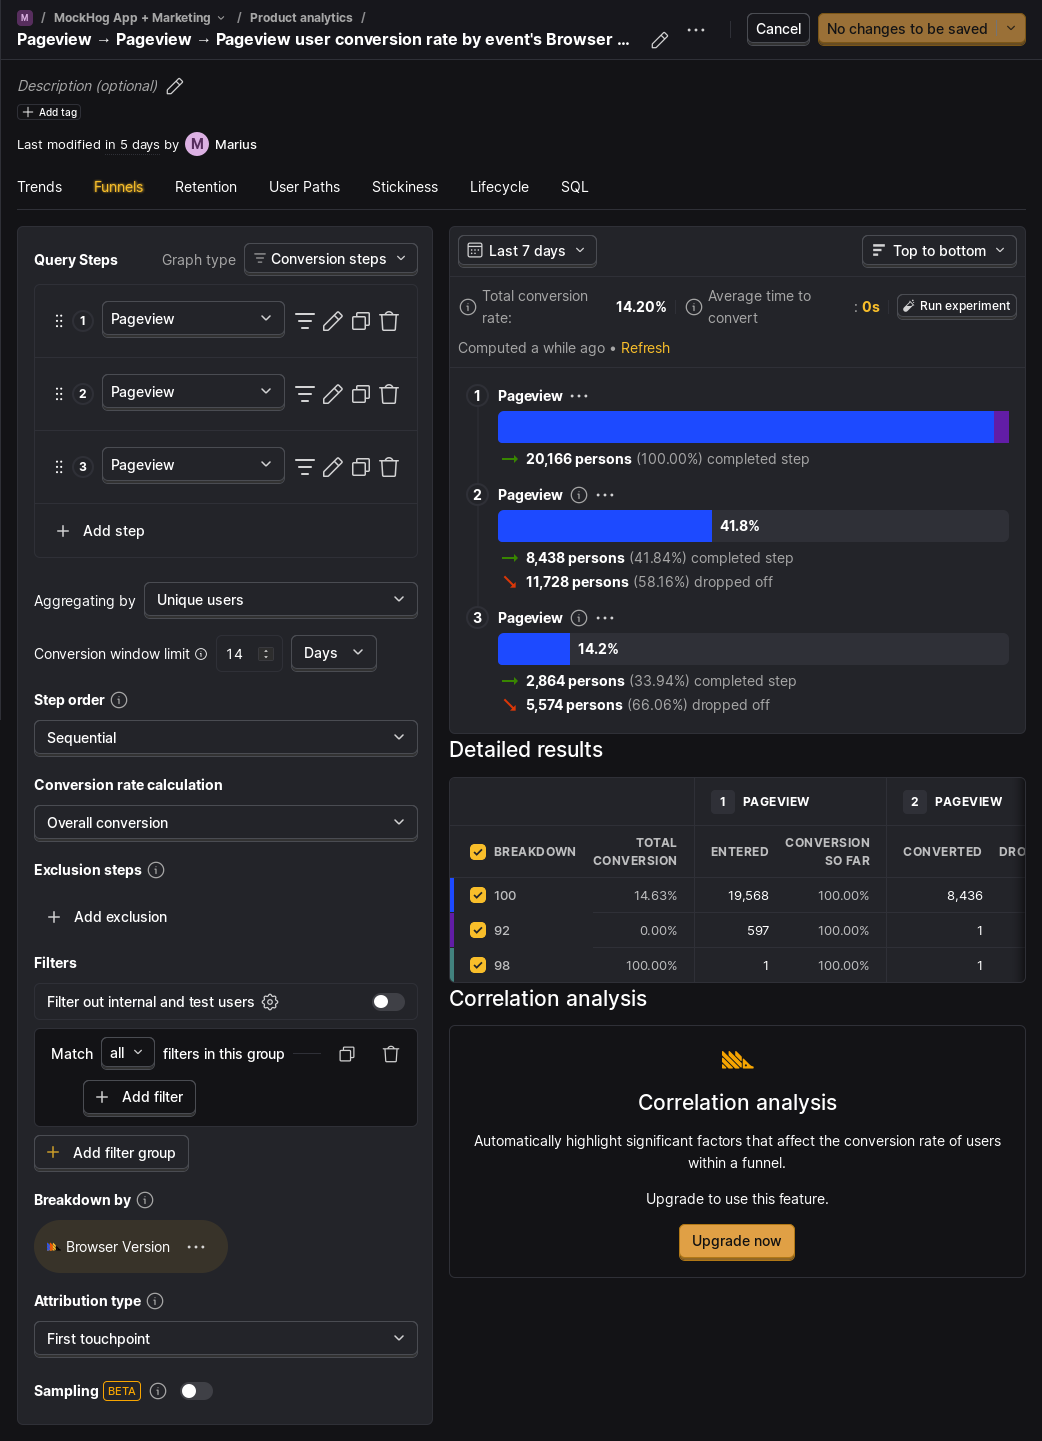 M / MockHog App + Marketing / Product analytics /
Pageview → Pageview → Pageview user conversion rate by event's Browser ...
Cancel
No changes to be saved
Description (optional)
Add tag
Last modified in 5 days by M Marius
Trends Funnels Retention User Paths Stickiness Lifecycle SQL
Query Steps Graph type Conversion steps
1 Pageview
2 Pageview
3 Pageview
Add step
Aggregating by Unique users
Conversion window limit 14 Days
Step order
Sequential
Conversion rate calculation
Overall conversion
Exclusion steps
Add exclusion
Filters
Filter out internal and test users
Match all filters in this group
Add filter
Add filter group
Breakdown by
Browser Version
Attribution type
First touchpoint
Sampling BETA
Last 7 days Top to bottom
Total conversion rate: 14.20% Average time to convert : 0s Run experiment
Computed a while ago • Refresh
1 Pageview
20,166 persons (100.00%) completed step
2 Pageview
41.8%
8,438 persons (41.84%) completed step
11,728 persons (58.16%) dropped off
3 Pageview
14.2%
2,864 persons (33.94%) completed step
5,574 persons (66.06%) dropped off
Detailed results
1 PAGEVIEW 2 PAGEVIEW
BREAKDOWN TOTAL CONVERSION ENTERED CONVERSION SO FAR CONVERTED DRO
100 14.63% 19,568 100.00% 8,436
92 0.00% 597 100.00% 1
98 100.00% 1 100.00% 1
Correlation analysis
Correlation analysis
Automatically highlight significant factors that affect the conversion rate of users
within a funnel.
Upgrade to use this feature.
Upgrade now